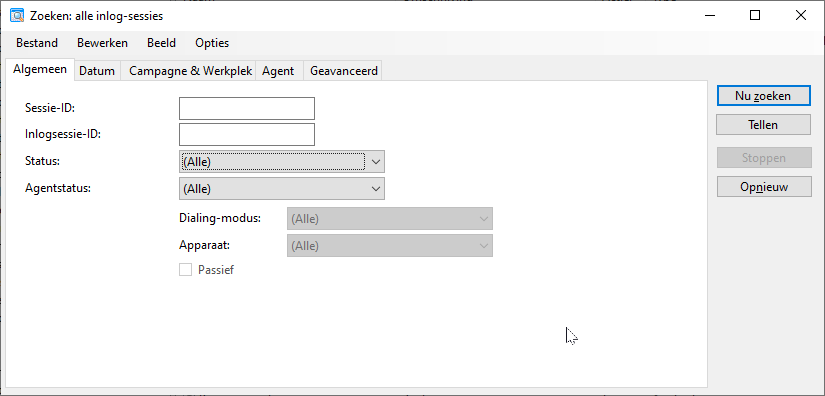 Zoeken: alle inlog-sessies
Bestand Bewerken Beeld Opties
Algemeen Datum Campagne & Werkplek Agent Geavanceerd
Sessie-ID:
Inlogsessie-ID:
Status: (Alle)
Agentstatus: (Alle)
Dialing-modus: (Alle)
Apparaat: (Alle)
Passief
Nu zoeken
Tellen
Stoppen
Opnieuw